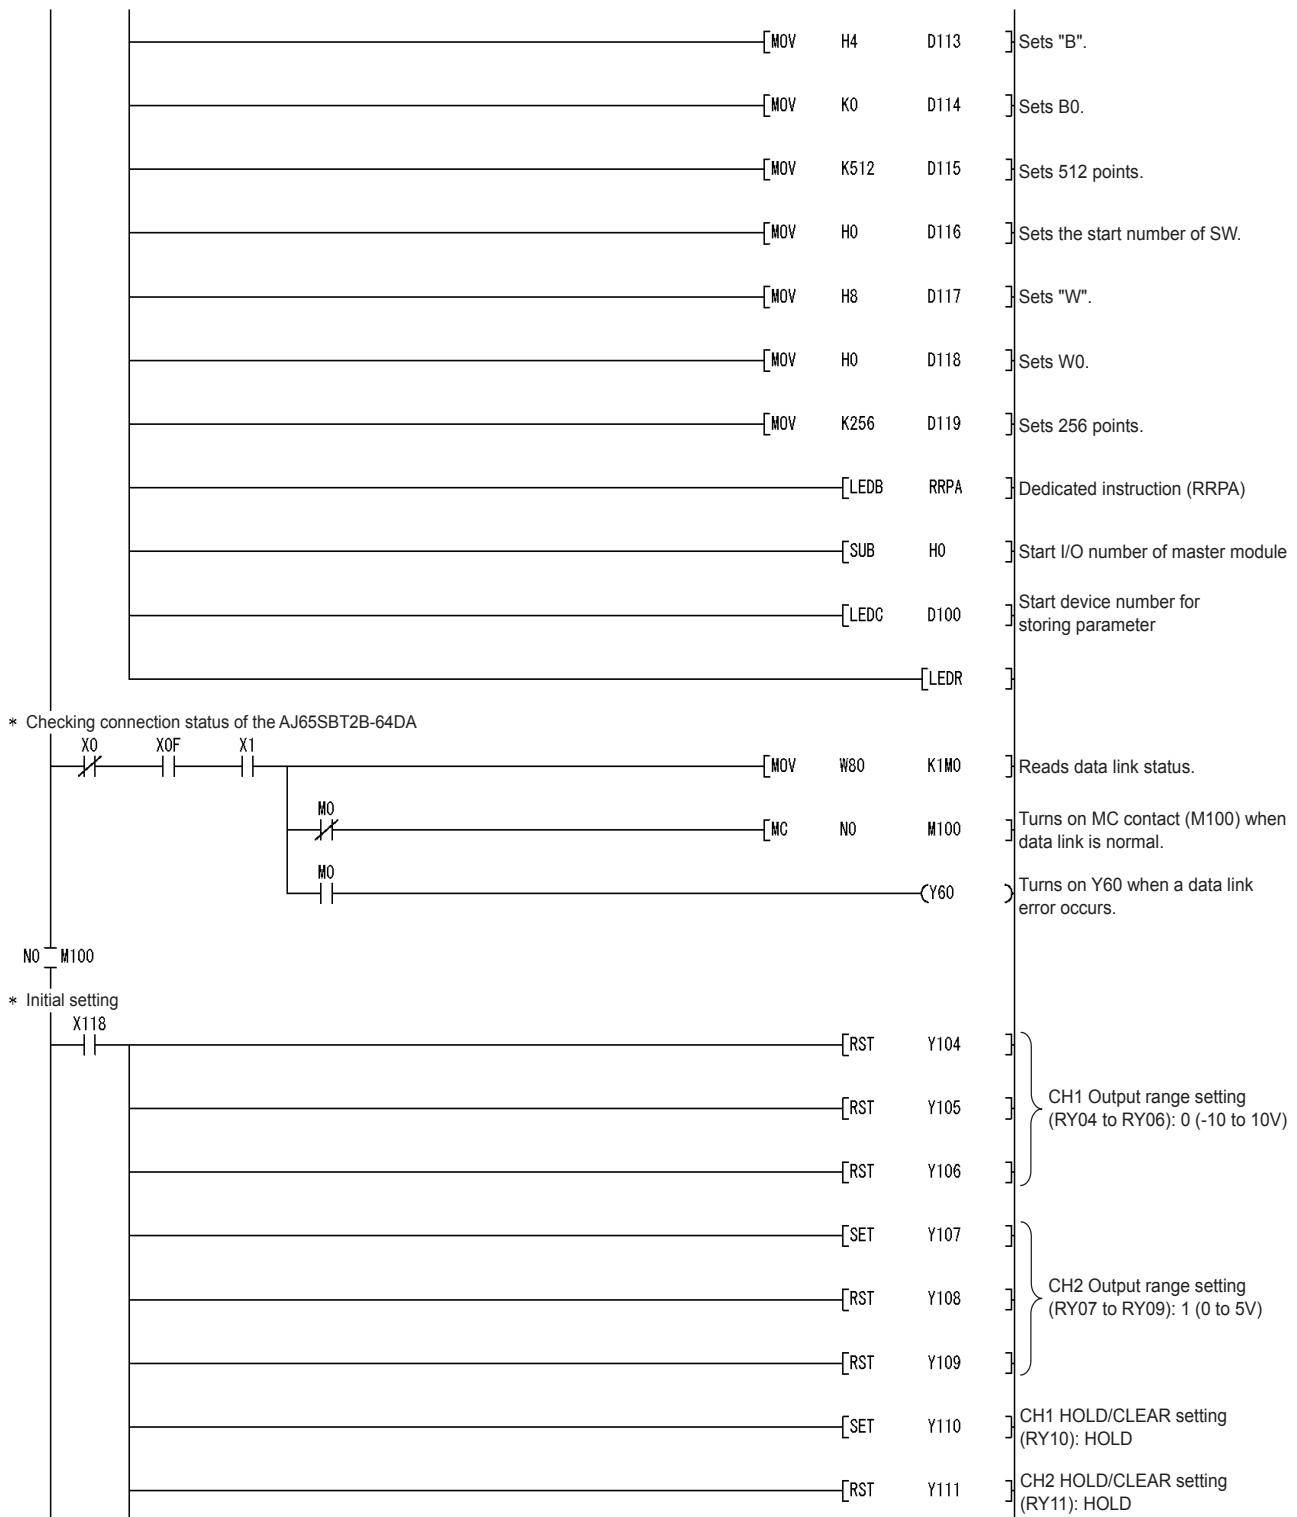 MOV H4 D113 Sets "B".
MOV K0 D114 Sets B0.
MOV K512 D115 Sets 512 points.
MOV H0 D116 Sets the start number of SW.
MOV H8 D117 Sets "W".
MOV H0 D118 Sets W0.
MOV K256 D119 Sets 256 points.
LEDB RRPA Dedicated instruction (RRPA)
SUB H0 Start I/O number of master module
LEDC D100 Start device number for
storing parameter
LEDR
* Checking connection status of the AJ65SBT2B-64DA
X0 X0F X1
MOV W80 K1M0 Reads data link status.
M0
MC N0 M100 Turns on MC contact (M100) when
data link is normal.
M0
Y60 Turns on Y60 when a data link
error occurs.
N0 M100
* Initial setting
X118
RST Y104
RST Y105
CH1 Output range setting
(RY04 to RY06): 0 (-10 to 10V)
RST Y106
SET Y107
RST Y108
CH2 Output range setting
(RY07 to RY09): 1 (0 to 5V)
RST Y109
SET Y110 CH1 HOLD/CLEAR setting
(RY10): HOLD
RST Y111 CH2 HOLD/CLEAR setting
(RY11): HOLD